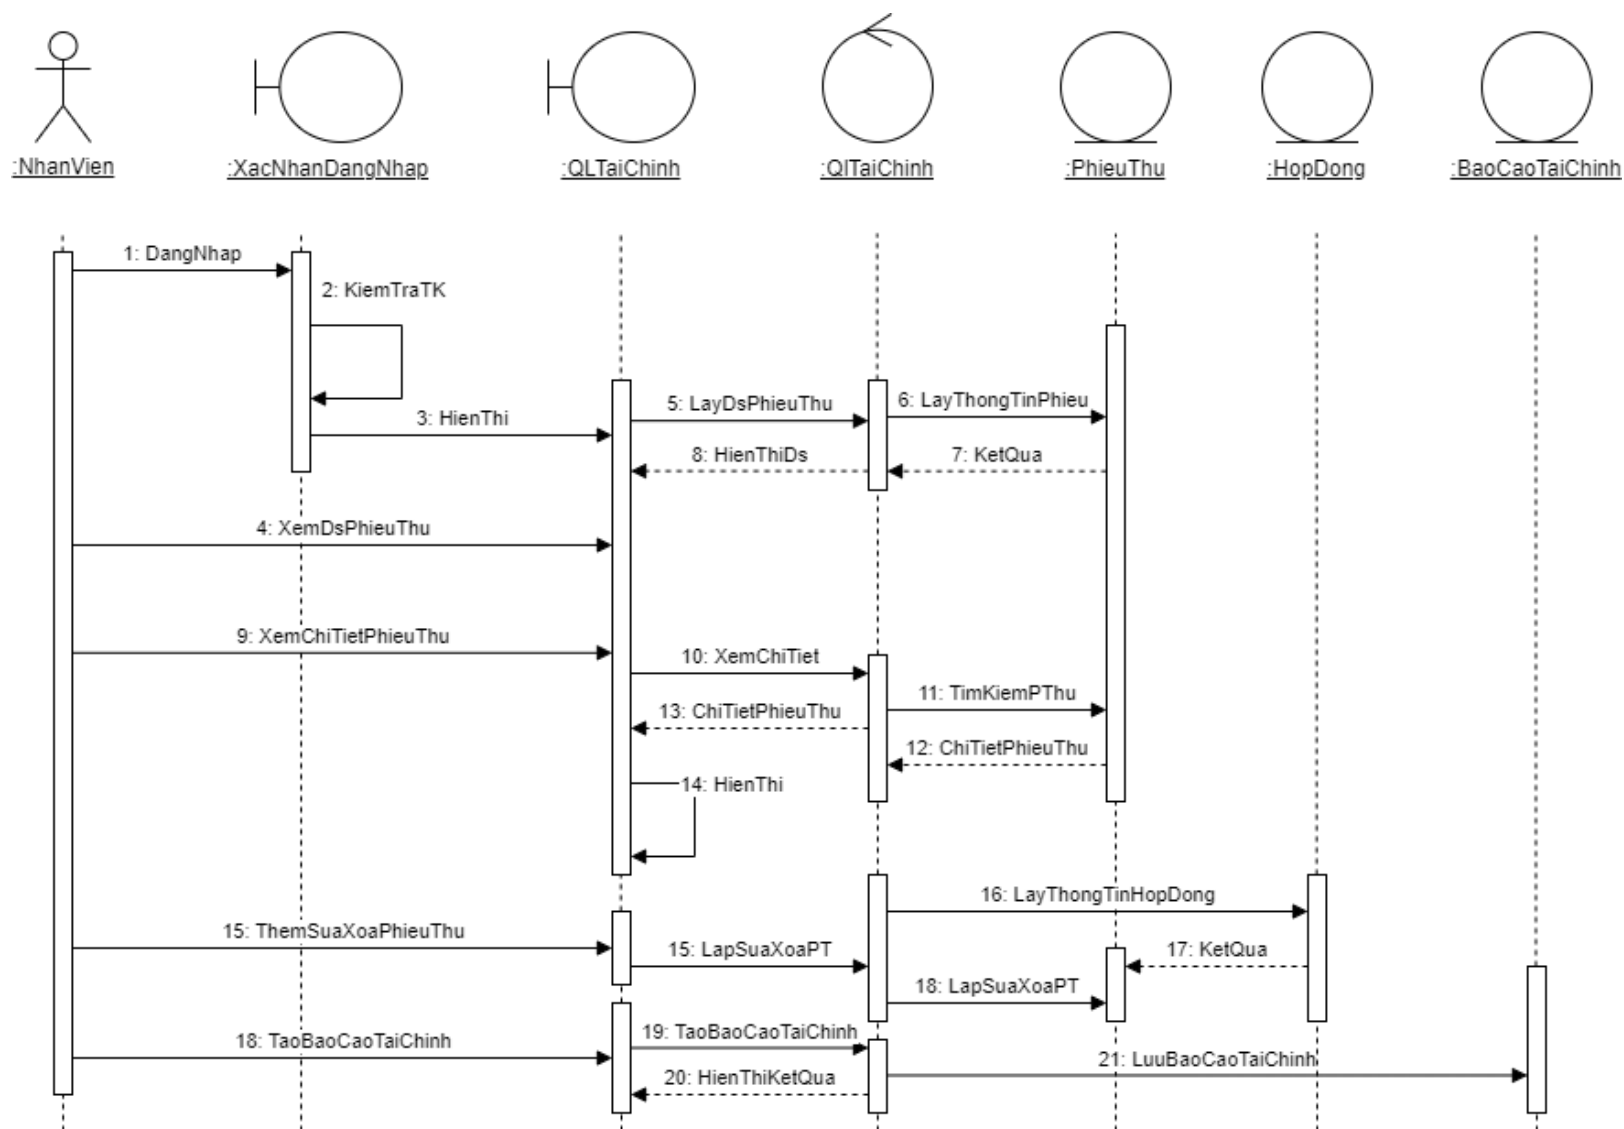 :NhanVien
:XacNhanDangNhap
:QLTaiChinh
:QlTaiChinh
:PhieuThu
:HopDong
:BaoCaoTaiChinh
1: DangNhap
2: KiemTraTK
3: HienThi
5: LayDsPhieuThu
6: LayThongTinPhieu
8: HienThiDs
7: KetQua
4: XemDsPhieuThu
9: XemChiTietPhieuThu
10: XemChiTiet
11: TimKiemPThu
13: ChiTietPhieuThu
12: ChiTietPhieuThu
14: HienThi
16: LayThongTinHopDong
15: ThemSuaXoaPhieuThu
15: LapSuaXoaPT
17: KetQua
18: LapSuaXoaPT
18: TaoBaoCaoTaiChinh
19: TaoBaoCaoTaiChinh
21: LuuBaoCaoTaiChinh
20: HienThiKetQua